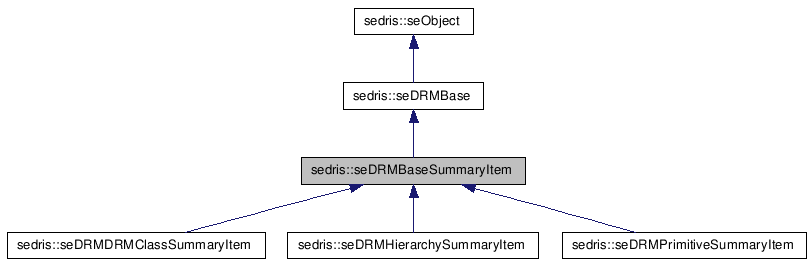 sedris::seObject
sedris::seDRMBase
sedris::seDRMBaseSummaryItem
sedris::seDRMDRMClassSummaryItem
sedris::seDRMHierarchySummaryItem
sedris::seDRMPrimitiveSummaryItem